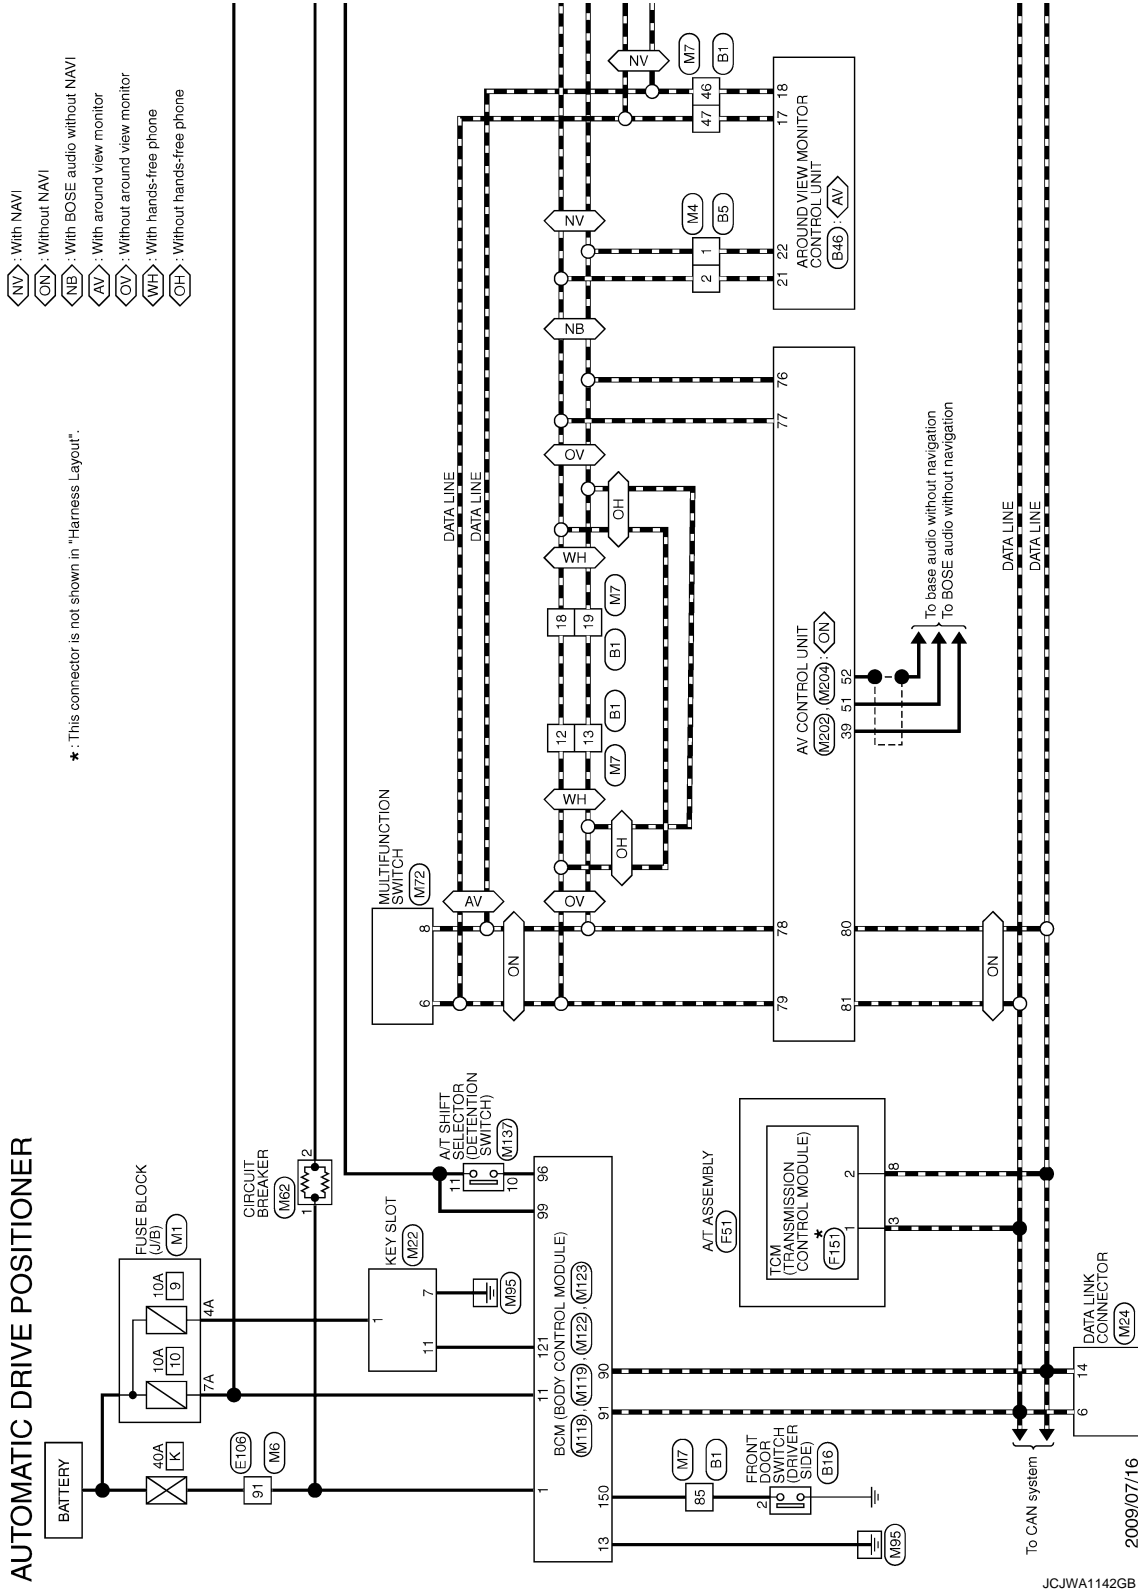 AUTOMATIC DRIVE POSITIONER
NV : With NAVI
ON : Without NAVI
NB : With BOSE audio without NAVI
AV : With around view monitor
OV : Without around view monitor
WH : With hands-free phone
OH : Without hands-free phone
* : This connector is not shown in "Harness Layout".
BATTERY
40A
K
E106
M6
91
10A
10
10A
9
FUSE BLOCK
(J/B)
M1
7A
4A
CIRCUIT
BREAKER
M62
1
2
KEY SLOT
M22
1
7
11
M95
A/T SHIFT
SELECTOR
(DETENTION
SWITCH)
M137
11
10
1
11
121
99
96
BCM (BODY CONTROL MODULE)
M118 , M119 , M122 , M123
13
150
91
90
M95
M7
B1
85
FRONT
DOOR
SWITCH
(DRIVER
SIDE)
B16
2
A/T ASSEMBLY
F51
TCM
(TRANSMISSION
CONTROL MODULE)
*
F151
1
2
3
8
MULTIFUNCTION
SWITCH
M72
6
8
AV
ON
OV
DATA LINE
DATA LINE
WH
OH
12
13
M7
B1
18
19
B1
M7
WH
OH
OV
NB
NV
NV
M4
B5
2
1
M7
B1
47
46
79
78
77
76
AV CONTROL UNIT
M202 , M204 : ON
81
80
39
51
52
To base audio without navigation
To BOSE audio without navigation
21
22
17
18
AROUND VIEW MONITOR
CONTROL UNIT
B46 : AV
ON
DATA LINE
DATA LINE
To CAN system
6
14
DATA LINK
CONNECTOR
M24
2009/07/16
JCJWA1142GB